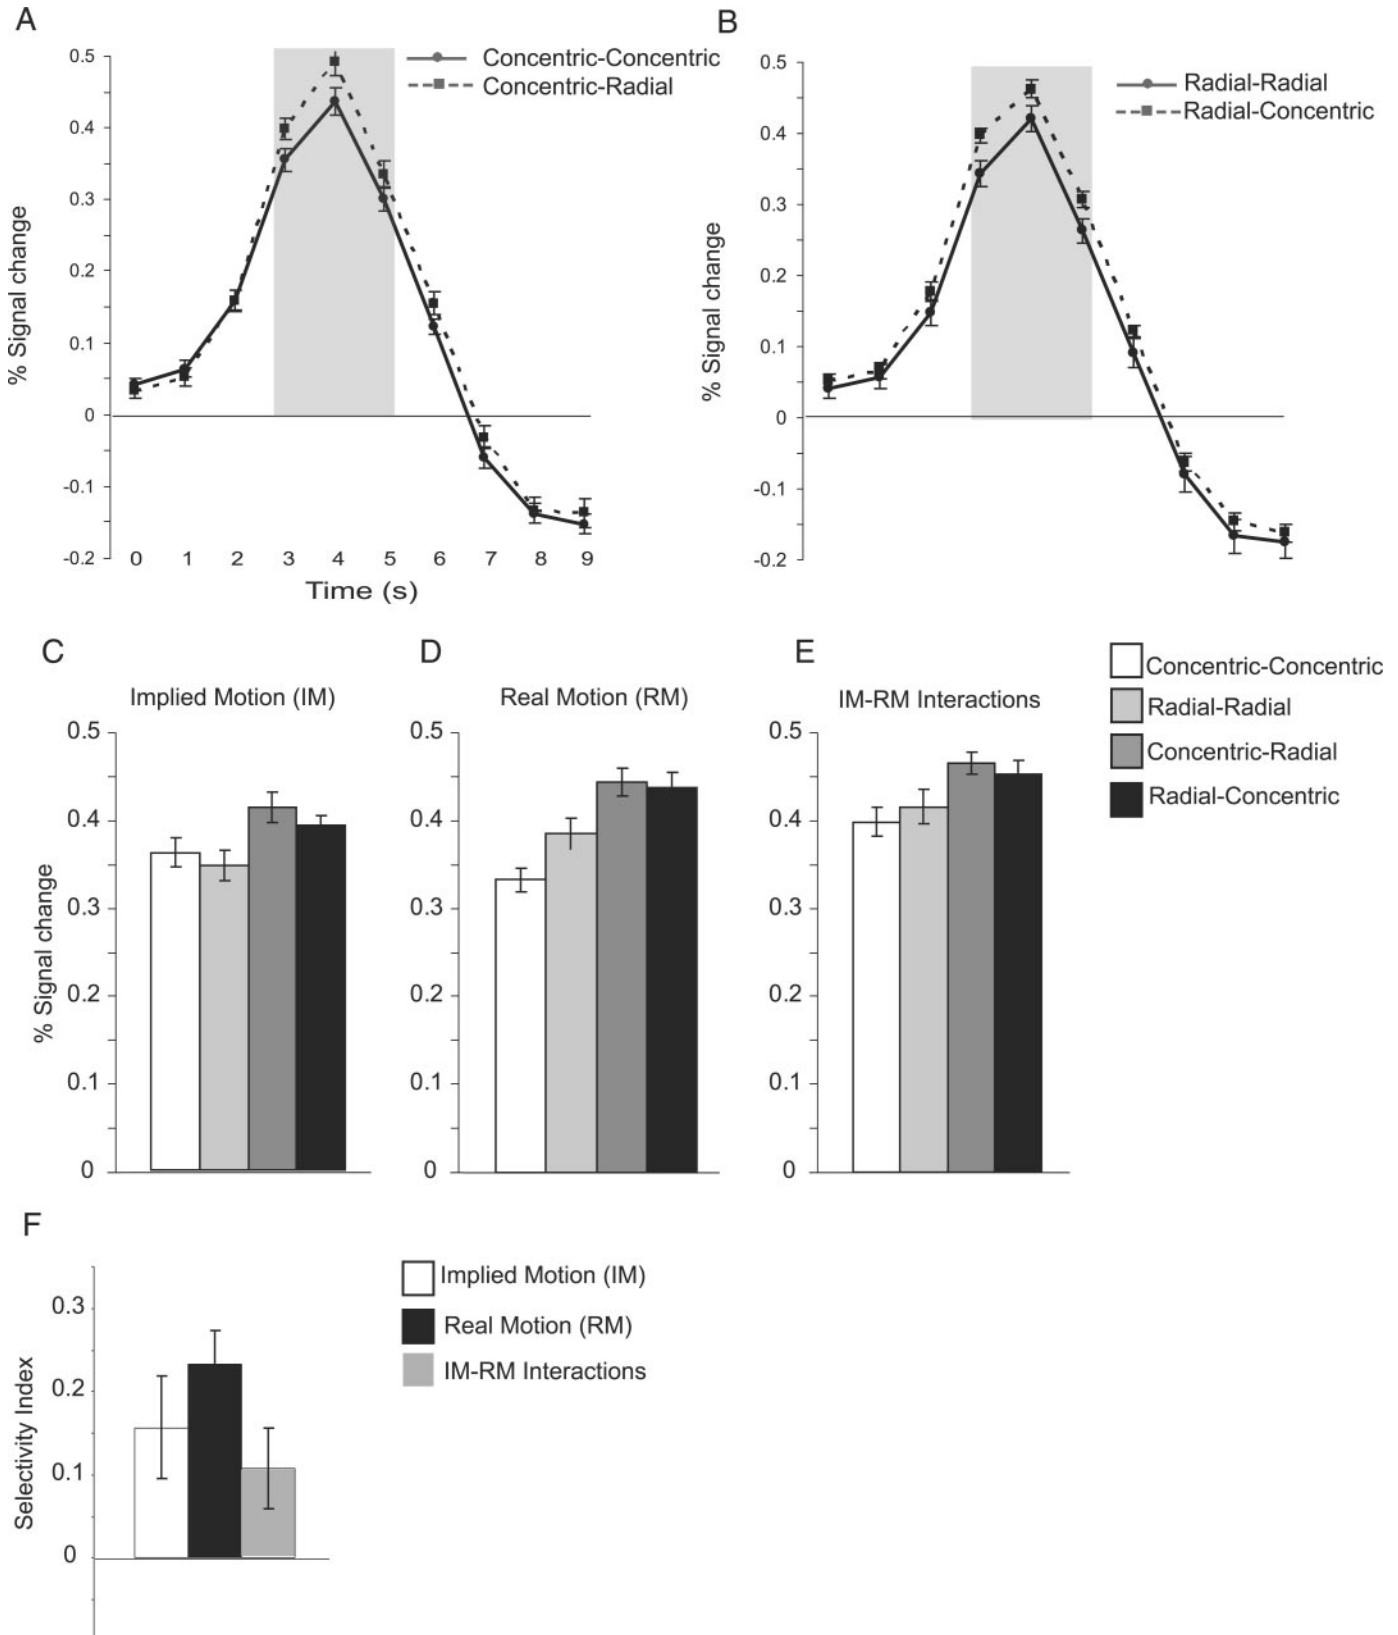 A
B
0.5
0.4
0.3
0.2
0.1
0
-0.1
-0.2
% Signal change
Concentric-Concentric
Concentric-Radial
0 1 2 3 4 5 6 7 8 9
Time (s)
0.5
0.4
0.3
0.2
0.1
0
-0.1
-0.2
% Signal change
Radial-Radial
Radial-Concentric
C
D
E
Implied Motion (IM)
Real Motion (RM)
IM-RM Interactions
0.5
0.4
0.3
0.2
0.1
0
% Signal change
0.5
0.4
0.3
0.2
0.1
0
0.5
0.4
0.3
0.2
0.1
0
Concentric-Concentric
Radial-Radial
Concentric-Radial
Radial-Concentric
F
0.3
0.2
0.1
0
Selectivity Index
Implied Motion (IM)
Real Motion (RM)
IM-RM Interactions